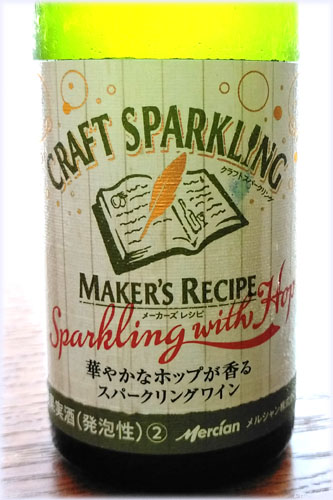 CRAFT SPARKLING
クラフトスパークリング
MAKER'S RECIPE
メーカーズ レシピ
Sparkling with Hop
華やかなホップが香る
スパークリングワイン
果実酒(発泡性)② Mercian メルシャン株式